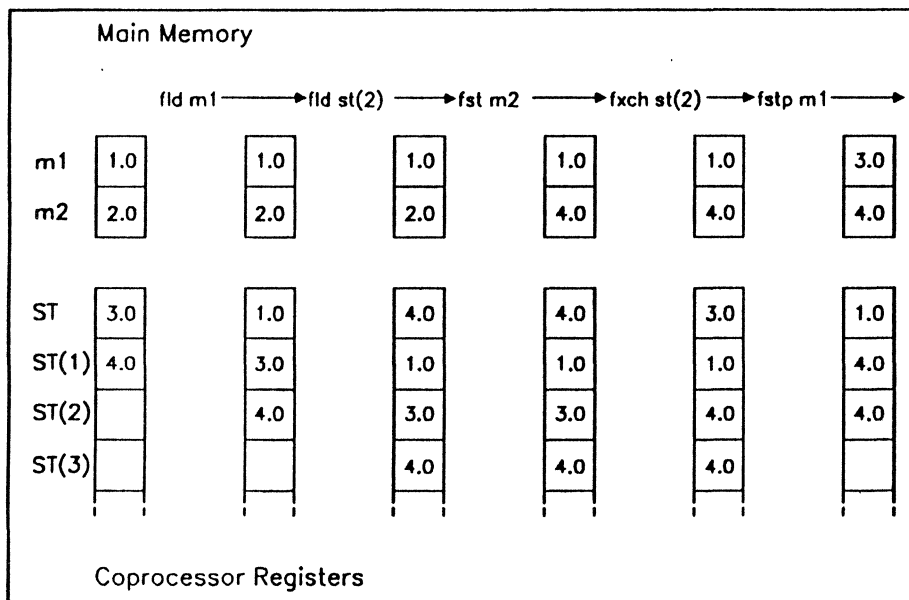 Main Memory
fld m1 fld st(2) fst m2 fxch st(2) fstp m1
m1 1.0 1.0 1.0 1.0 1.0 3.0
m2 2.0 2.0 2.0 4.0 4.0 4.0
ST 3.0 1.0 4.0 4.0 3.0 1.0
ST(1) 4.0 3.0 1.0 1.0 1.0 4.0
ST(2) 4.0 3.0 3.0 4.0 4.0
ST(3) 4.0 4.0 4.0
Coprocessor Registers